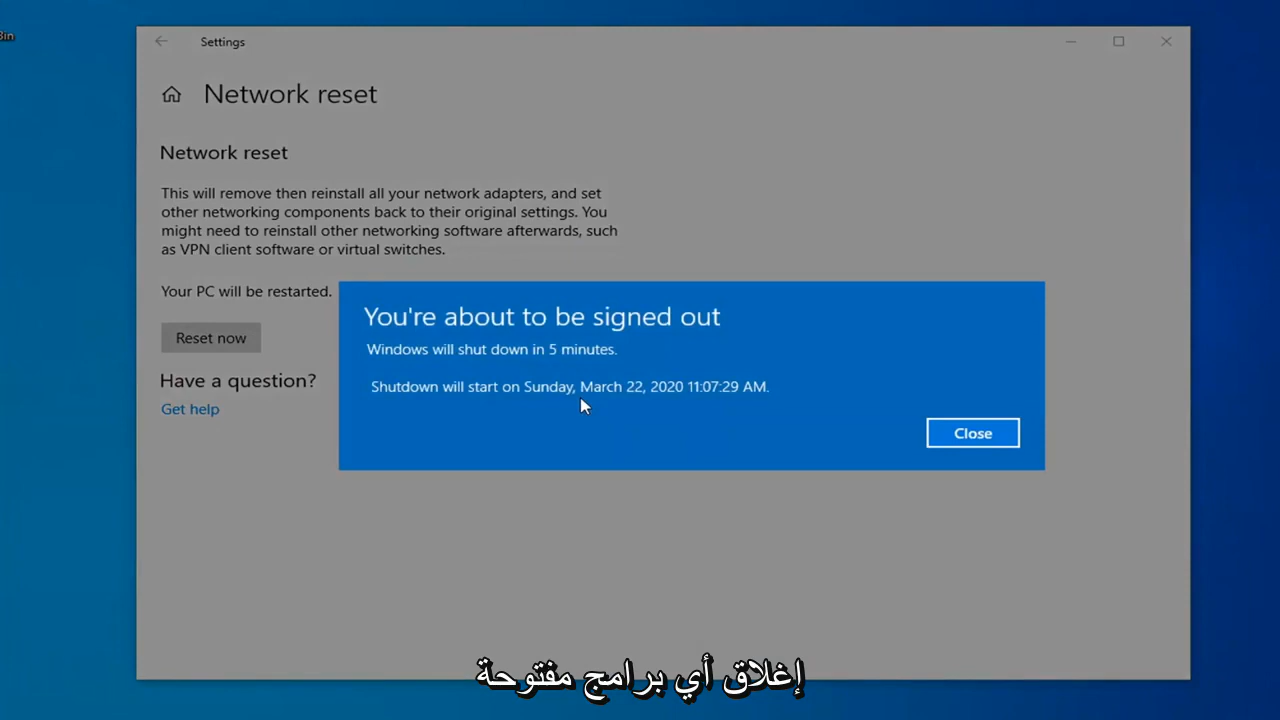 Bin
Settings
Network reset
Network reset
This will remove then reinstall all your network adapters, and set
other networking components back to their original settings. You
might need to reinstall other networking software afterwards, such
as VPN client software or virtual switches.
Your PC will be restarted.
Reset now
Have a question?
Get help
You're about to be signed out
Windows will shut down in 5 minutes.
Shutdown will start on Sunday, March 22, 2020 11:07:29 AM.
Close
إغلاق أي برامج مفتوحة